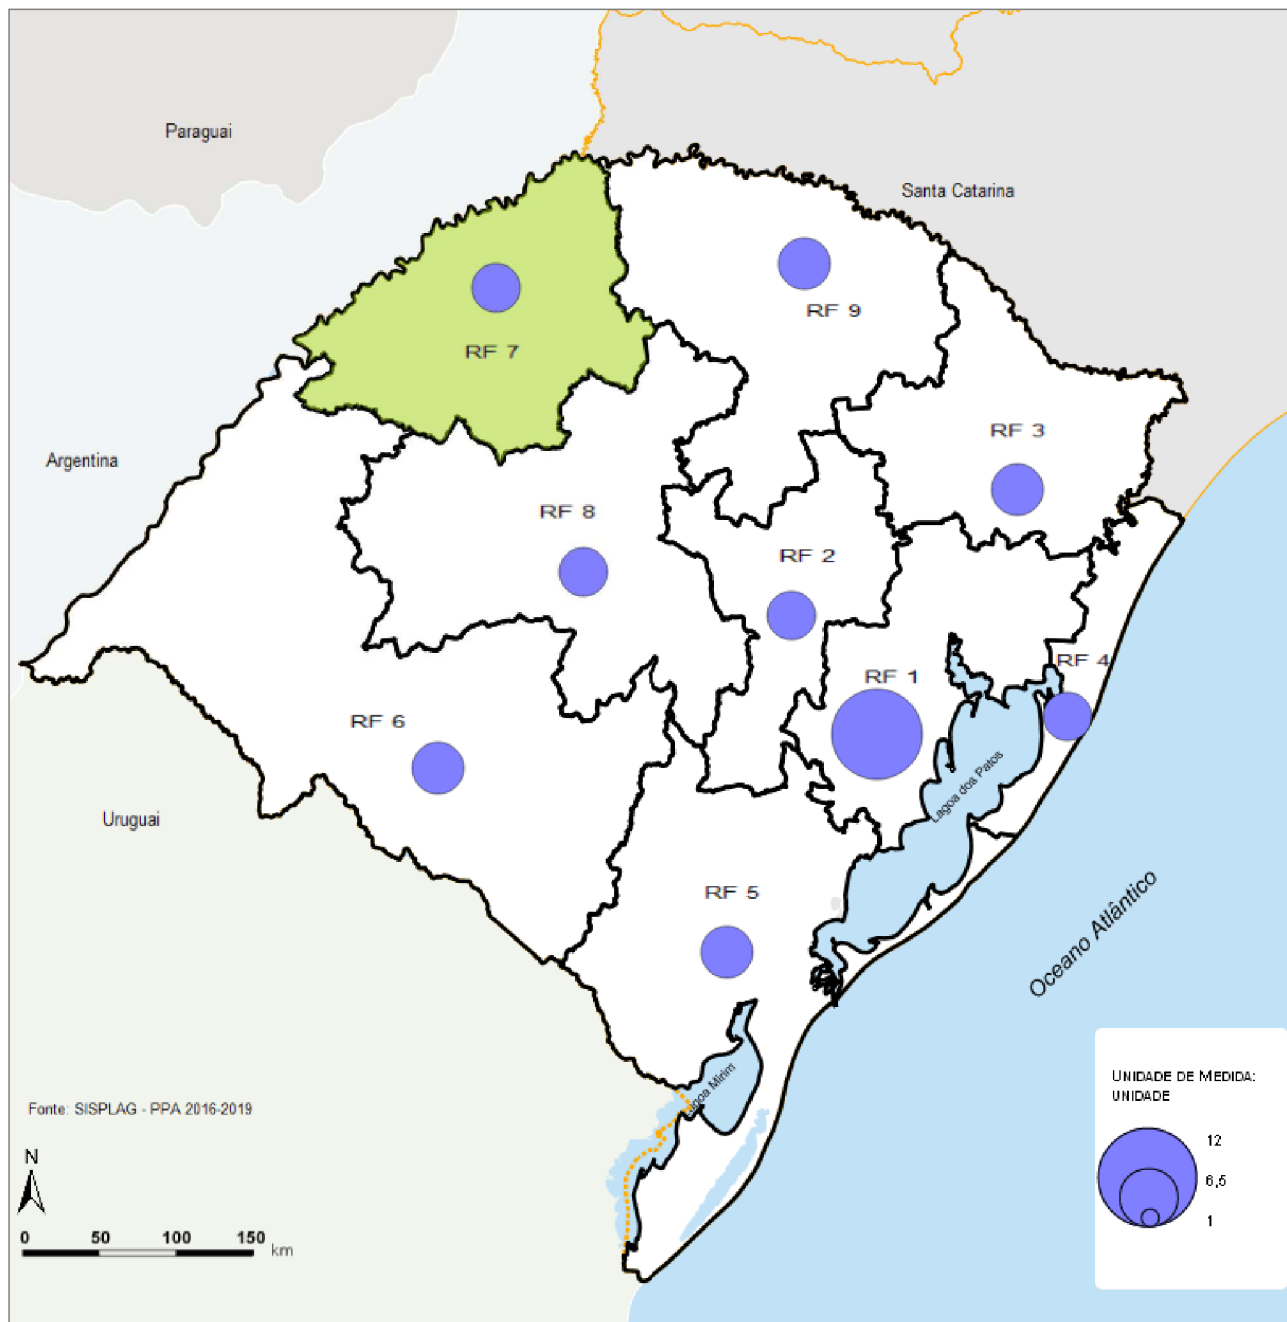 Paraguai
Santa Catarina
RF 9
RF 7
RF 3
Argentina
RF 8
RF 2
RF 4
RF 1
RF 6
Lagoa dos Patos
Uruguai
RF 5
Oceano Atlântico
Lagoa Mirim
Fonte: SISPLAG - PPA 2016-2019
N
0 50 100 150
km
UNIDADE DE MEDIDA:
UNIDADE
12
6,5
1